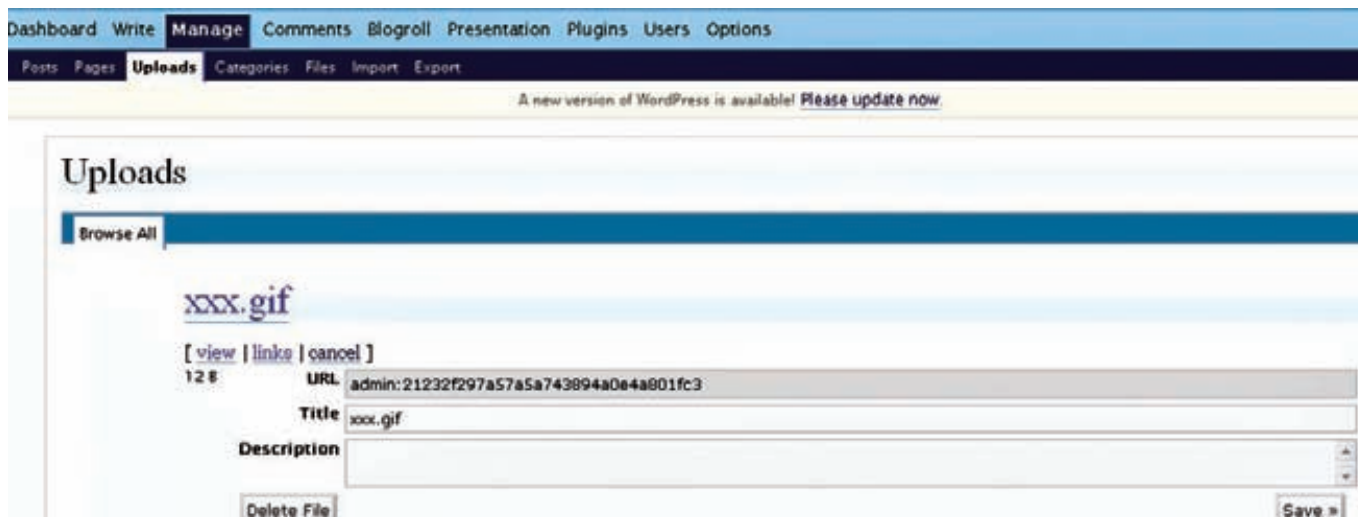 Dashboard Write Manage Comments Blogroll Presentation Plugins Users Options
Posts Pages Uploads Categories Files Import Export
A new version of WordPress is available! Please update now.
Uploads
Browse All
xxx.gif
[ view | links | cancel ]
12 B URL admin:21232f297a57a5a743894a0e4a801fc3
Title xxx.gif
Description
Delete File Save »